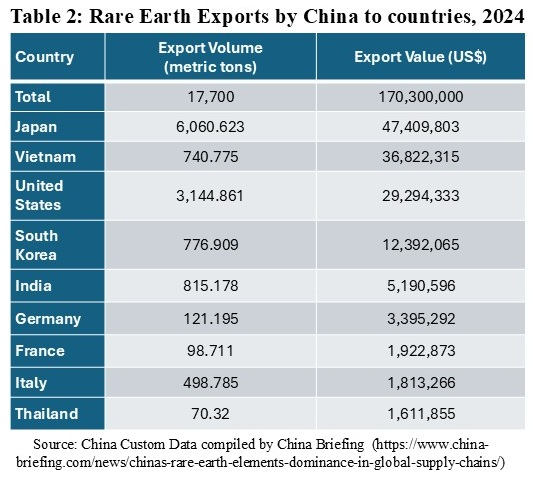 Table 2: Rare Earth Exports by China to countries, 2024
Country Export Volume (metric tons) Export Value (US$)
Total 17,700 170,300,000
Japan 6,060.623 47,409,803
Vietnam 740.775 36,822,315
United States 3,144.861 29,294,333
South Korea 776.909 12,392,065
India 815.178 5,190,596
Germany 121.195 3,395,292
France 98.711 1,922,873
Italy 498.785 1,813,266
Thailand 70.32 1,611,855
Source: China Custom Data compiled by China Briefing (https://www.china-
briefing.com/news/chinas-rare-earth-elements-dominance-in-global-supply-chains/)